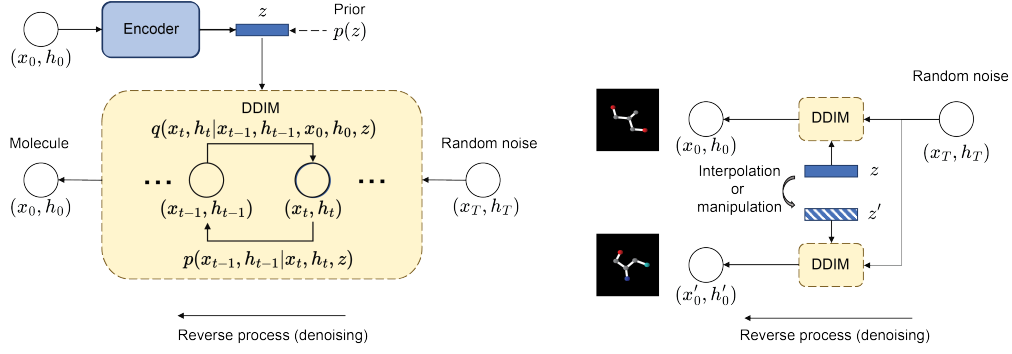 Encoder
z
Prior
p(z)
(x_0, h_0)
DDIM
q(x_t, h_t|x_{t-1}, h_{t-1}, x_0, h_0, z)
Molecule
Random noise
... ...
(x_0, h_0)
(x_{t-1}, h_{t-1})
(x_t, h_t)
(x_T, h_T)
p(x_{t-1}, h_{t-1}|x_t, h_t, z)
Reverse process (denoising)
Random noise
DDIM
(x_0, h_0)
(x_T, h_T)
Interpolation
or
manipulation
z
z′
DDIM
(x′_0, h′_0)
Reverse process (denoising)